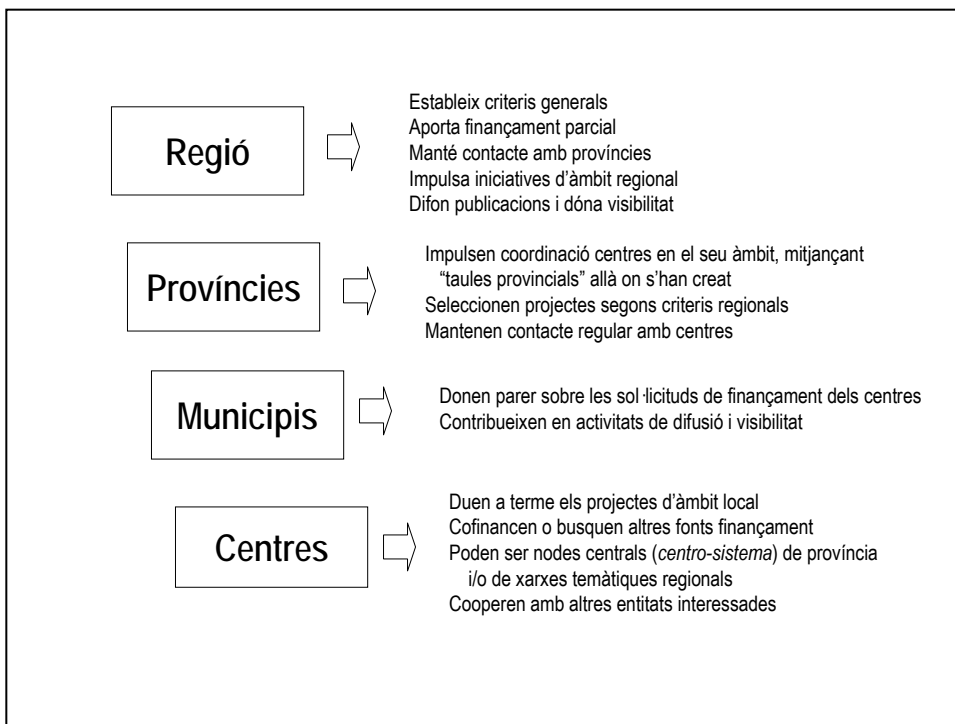 Regió
Estableix criteris generals
Aporta finançament parcial
Manté contacte amb províncies
Impulsa iniciatives d’àmbit regional
Difon publicacions i dóna visibilitat
Províncies
Impulsen coordinació centres en el seu àmbit, mitjançant
“taules provincials” allà on s’han creat
Seleccionen projectes segons criteris regionals
Mantenen contacte regular amb centres
Municipis
Donen parer sobre les sol·licituds de finançament dels centres
Contribueixen en activitats de difusió i visibilitat
Centres
Duen a terme els projectes d’àmbit local
Cofinancen o busquen altres fonts finançament
Poden ser nodes centrals (centro-sistema) de província
i/o de xarxes temàtiques regionals
Cooperen amb altres entitats interessades